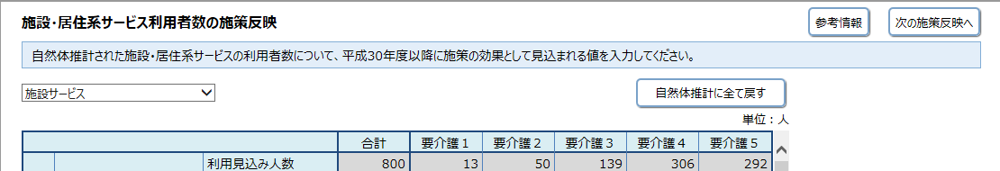 施設・居住系サービス利用者数の施策反映
参考情報
次の施策反映へ
自然体推計された施設・居住系サービスの利用者数について、平成30年度以降に施策の効果として見込まれる値を入力してください。
施設サービス
自然体推計に全て戻す
単位：人
合計 要介護１ 要介護２ 要介護３ 要介護４ 要介護５
利用見込み人数 800 13 50 139 306 292